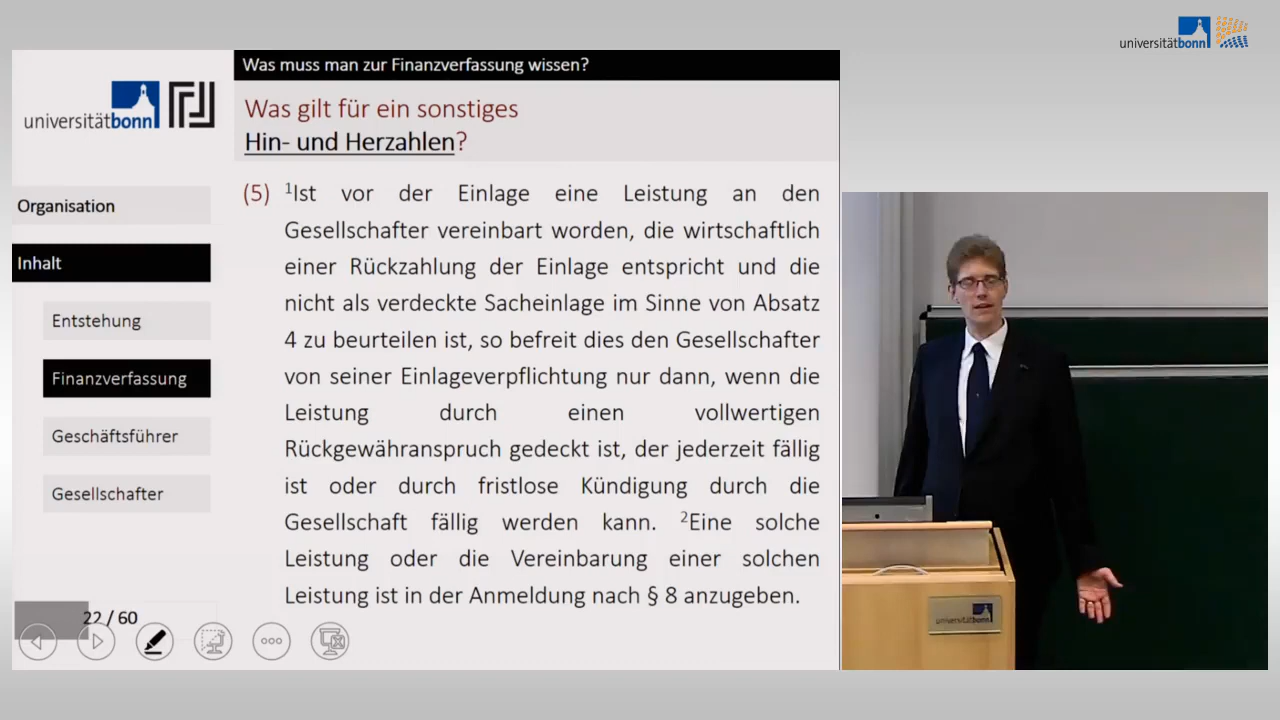 universitätbonn
Was muss man zur Finanzverfassung wissen?
universitätbonn
Was gilt für ein sonstiges
Hin- und Herzahlen?
Organisation
Inhalt
Entstehung
Finanzverfassung
Geschäftsführer
Gesellschafter
(5) ¹Ist vor der Einlage eine Leistung an den
Gesellschafter vereinbart worden, die wirtschaftlich
einer Rückzahlung der Einlage entspricht und die
nicht als verdeckte Sacheinlage im Sinne von Absatz
4 zu beurteilen ist, so befreit dies den Gesellschafter
von seiner Einlageverpflichtung nur dann, wenn die
Leistung durch einen vollwertigen
Rückgewähranspruch gedeckt ist, der jederzeit fällig
ist oder durch fristlose Kündigung durch die
Gesellschaft fällig werden kann. ²Eine solche
Leistung oder die Vereinbarung einer solchen
Leistung ist in der Anmeldung nach § 8 anzugeben.
22 / 60
universitätbonn